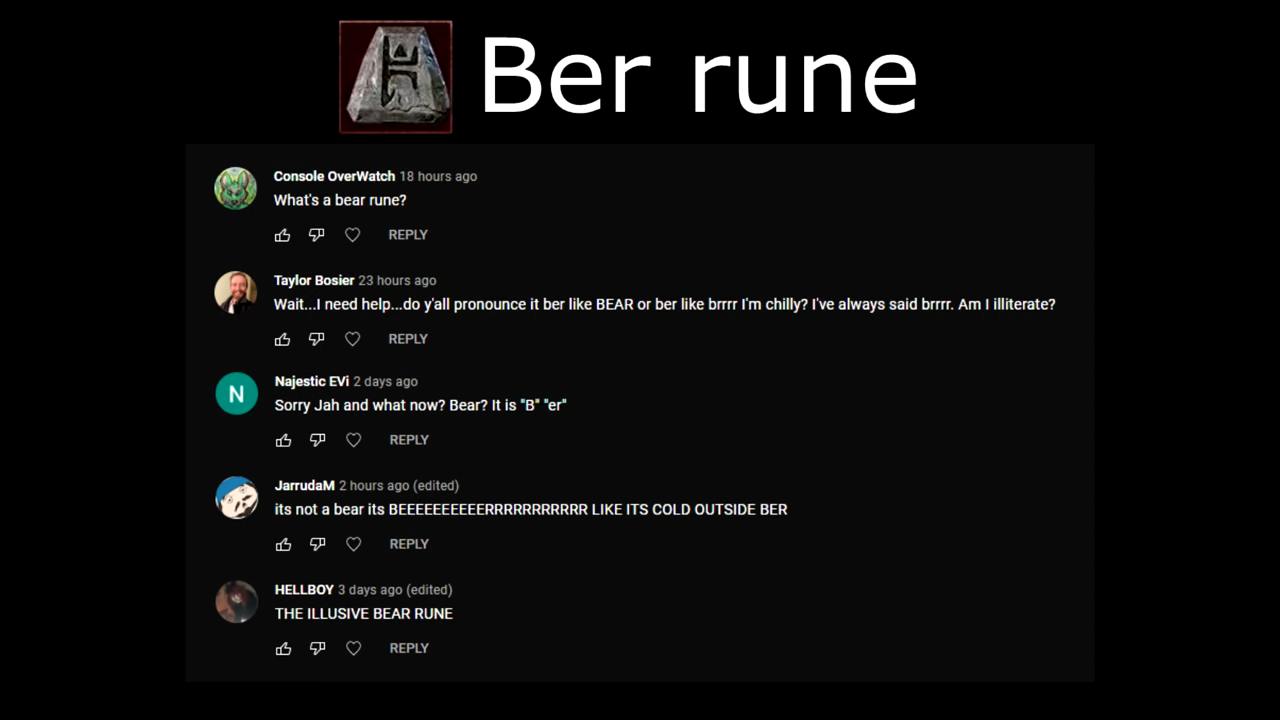 Ber rune
Console OverWatch 18 hours ago
What's a bear rune?
REPLY
Taylor Bosier 23 hours ago
Wait...I need help...do y'all pronounce it ber like BEAR or ber like brrrr I'm chilly? I've always said brrrr. Am I illiterate?
REPLY
N
Najestic EVi 2 days ago
Sorry Jah and what now? Bear? It is "B" "er"
REPLY
JarrudaM 2 hours ago (edited)
its not a bear its BEEEEEEEEEERRRRRRRRRRR LIKE ITS COLD OUTSIDE BER
REPLY
HELLBOY 3 days ago (edited)
THE ILLUSIVE BEAR RUNE
REPLY